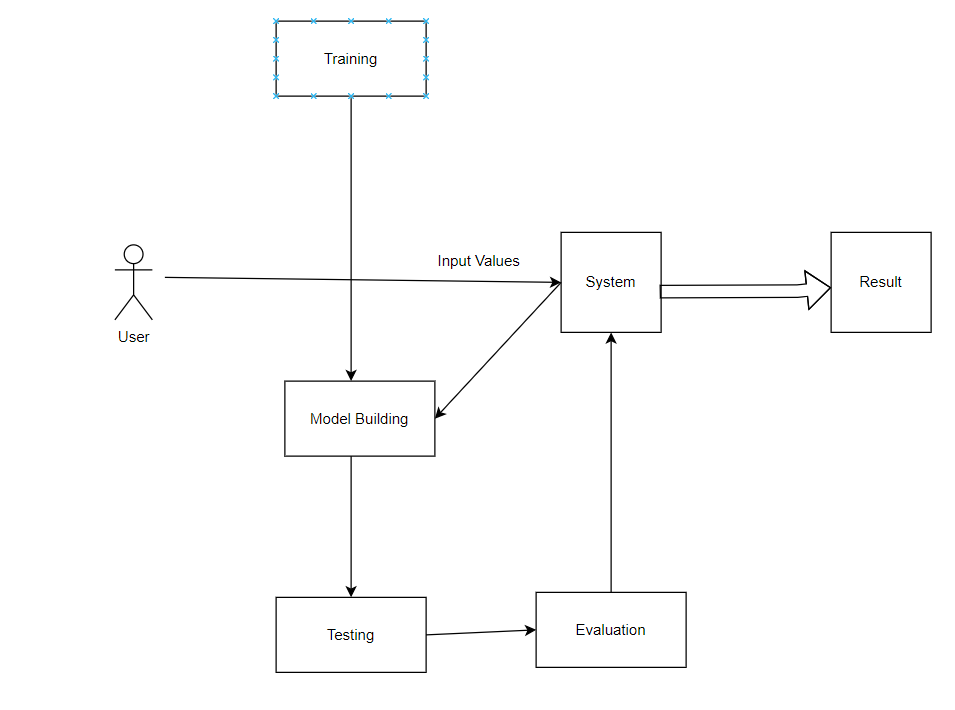 Training
Input Values
System
Result
User
Model Building
Testing
Evaluation